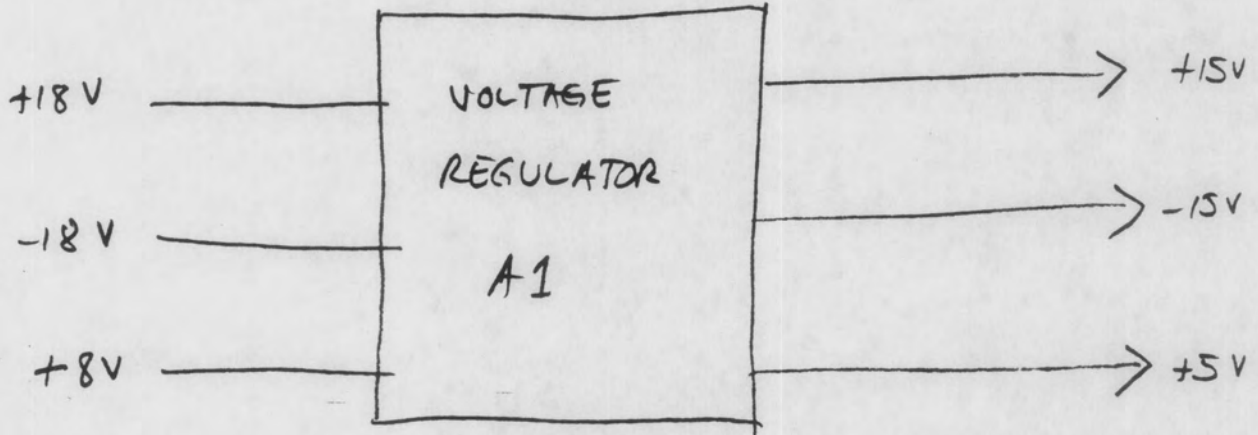 +18 V
-18 V
+8V
VOLTAGE
REGULATOR
A1
+15V
-15V
+5V